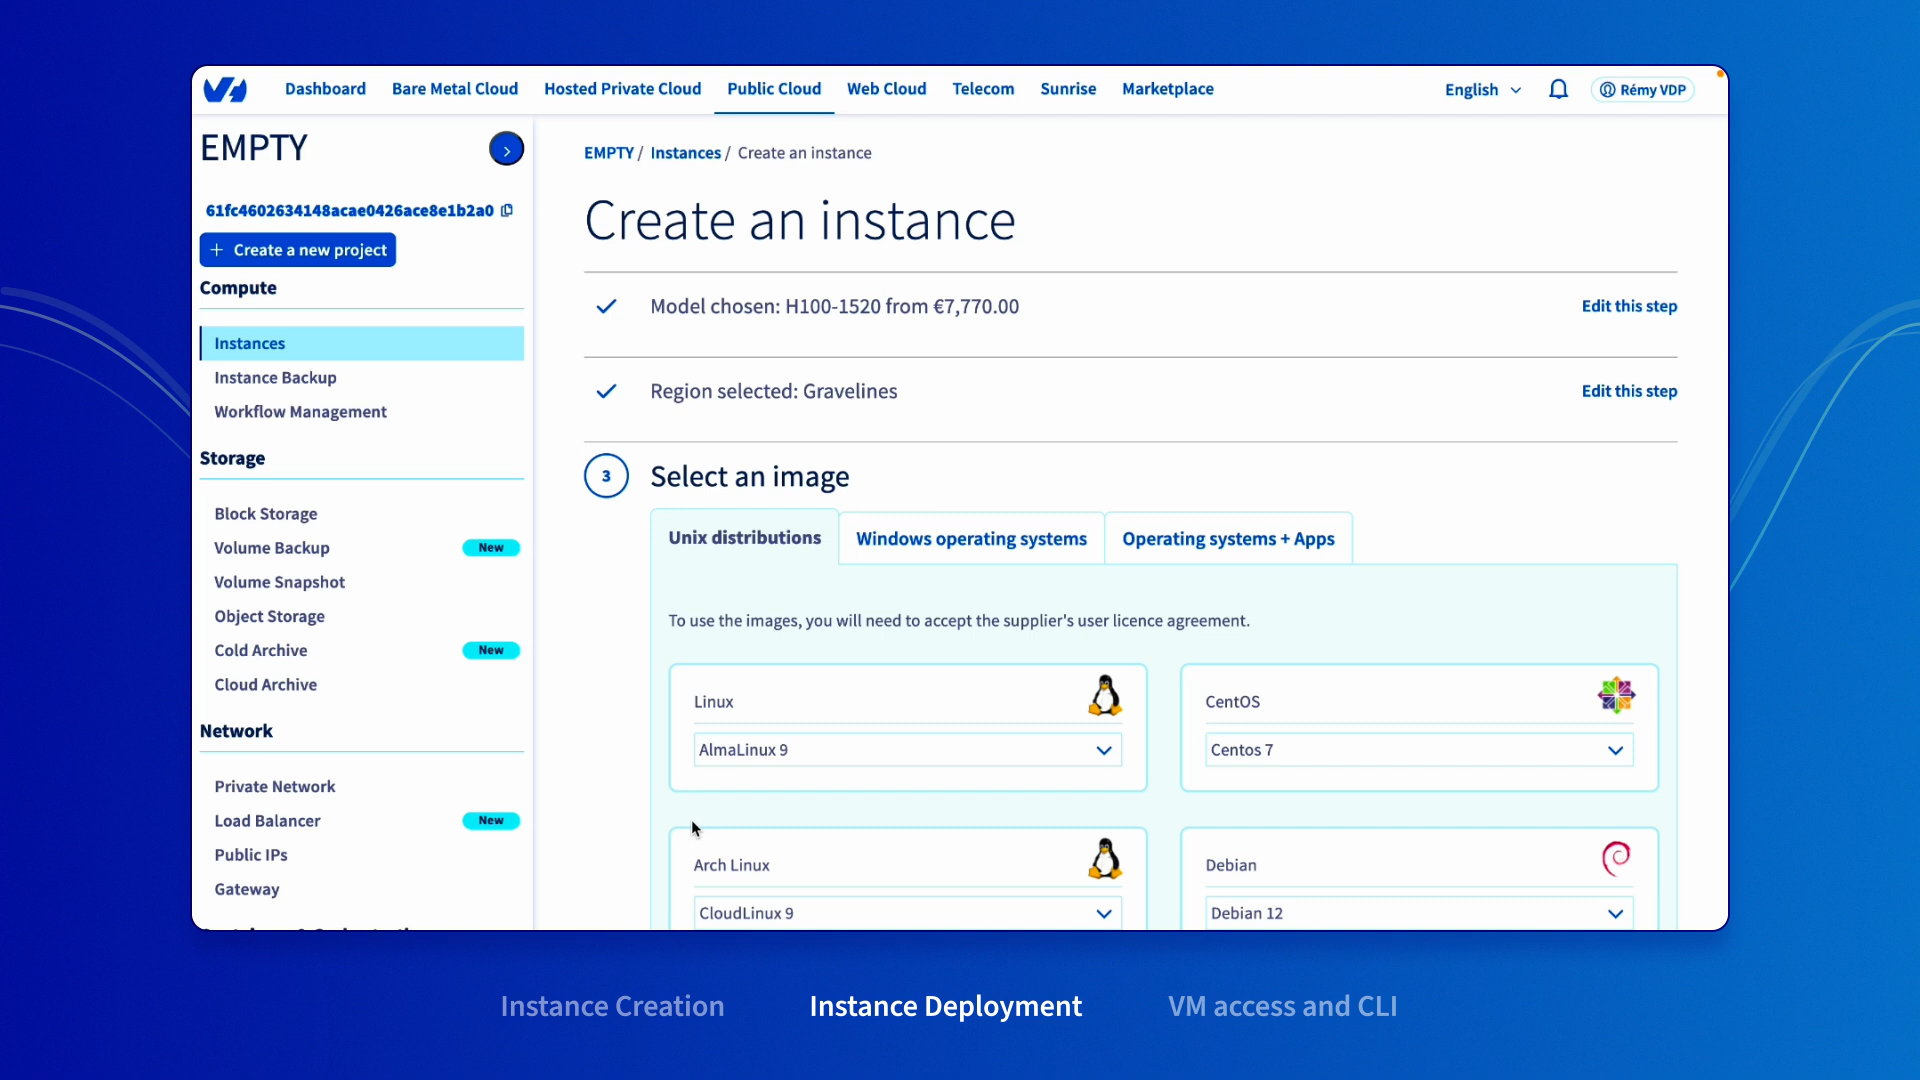 Dashboard Bare Metal Cloud Hosted Private Cloud Public Cloud Web Cloud Telecom Sunrise Marketplace English Rémy VDP
EMPTY
61fc4602634148acae0426ace8e1b2a0
+ Create a new project
Compute
Instances
Instance Backup
Workflow Management
Storage
Block Storage
Volume Backup New
Volume Snapshot
Object Storage
Cold Archive New
Cloud Archive
Network
Private Network
Load Balancer New
Public IPs
Gateway
EMPTY / Instances / Create an instance
Create an instance
Model chosen: H100-1520 from €7,770.00 Edit this step
Region selected: Gravelines Edit this step
3 Select an image
Unix distributions Windows operating systems Operating systems + Apps
To use the images, you will need to accept the supplier's user licence agreement.
Linux
AlmaLinux 9
CentOS
Centos 7
Arch Linux
CloudLinux 9
Debian
Debian 12
Instance Creation Instance Deployment VM access and CLI